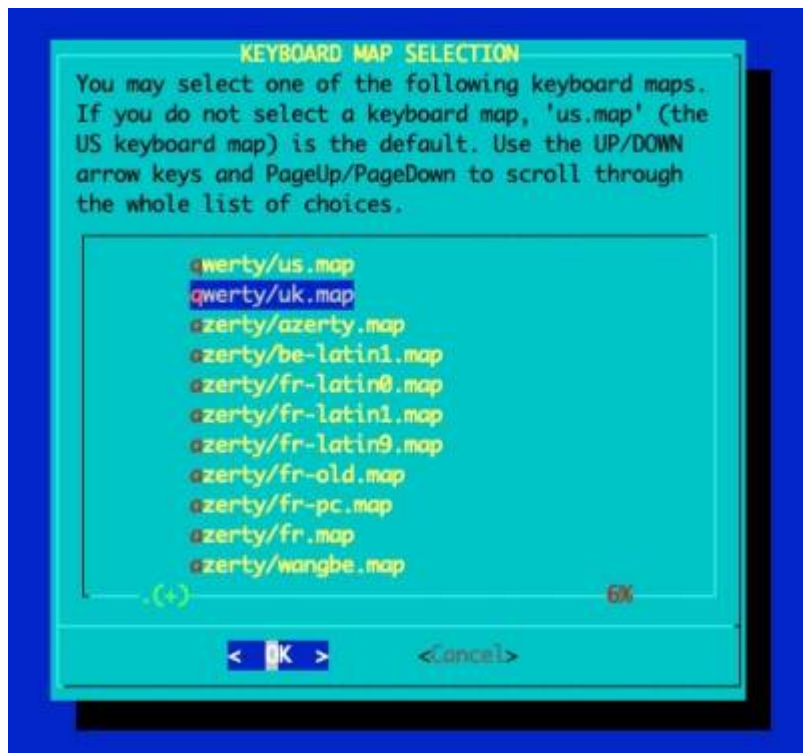 KEYBOARD MAP SELECTION
You may select one of the following keyboard maps.
If you do not select a keyboard map, 'us.map' (the
US keyboard map) is the default. Use the UP/DOWN
arrow keys and PageUp/PageDown to scroll through
the whole list of choices.
qwerty/us.map
qwerty/uk.map
azerty/azerty.map
azerty/be-latin1.map
azerty/fr-latin0.map
azerty/fr-latin1.map
azerty/fr-latin9.map
azerty/fr-old.map
azerty/fr-pc.map
azerty/fr.map
azerty/wangbe.map
.(+) 6%
< OK > <Cancel>